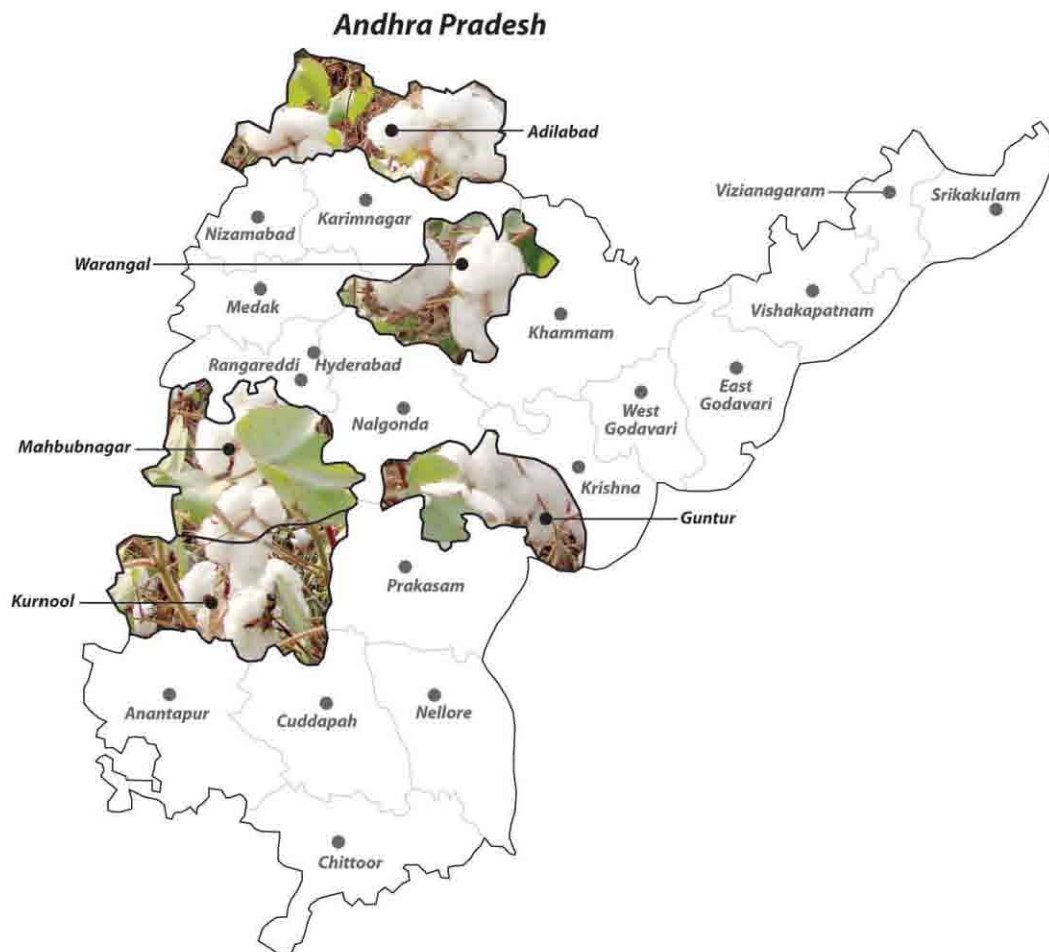 Andhra Pradesh
Adilabad
Vizianagaram
Srikakulam
Karimnagar
Nizamabad
Warangal
Medak
Khammam
Vishakapatnam
Rangareddi
Hyderabad
East
Godavari
West
Godavari
Nalgonda
Mahbubnagar
Krishna
Guntur
Prakasam
Kurnool
Anantapur
Cuddapah
Nellore
Chittoor